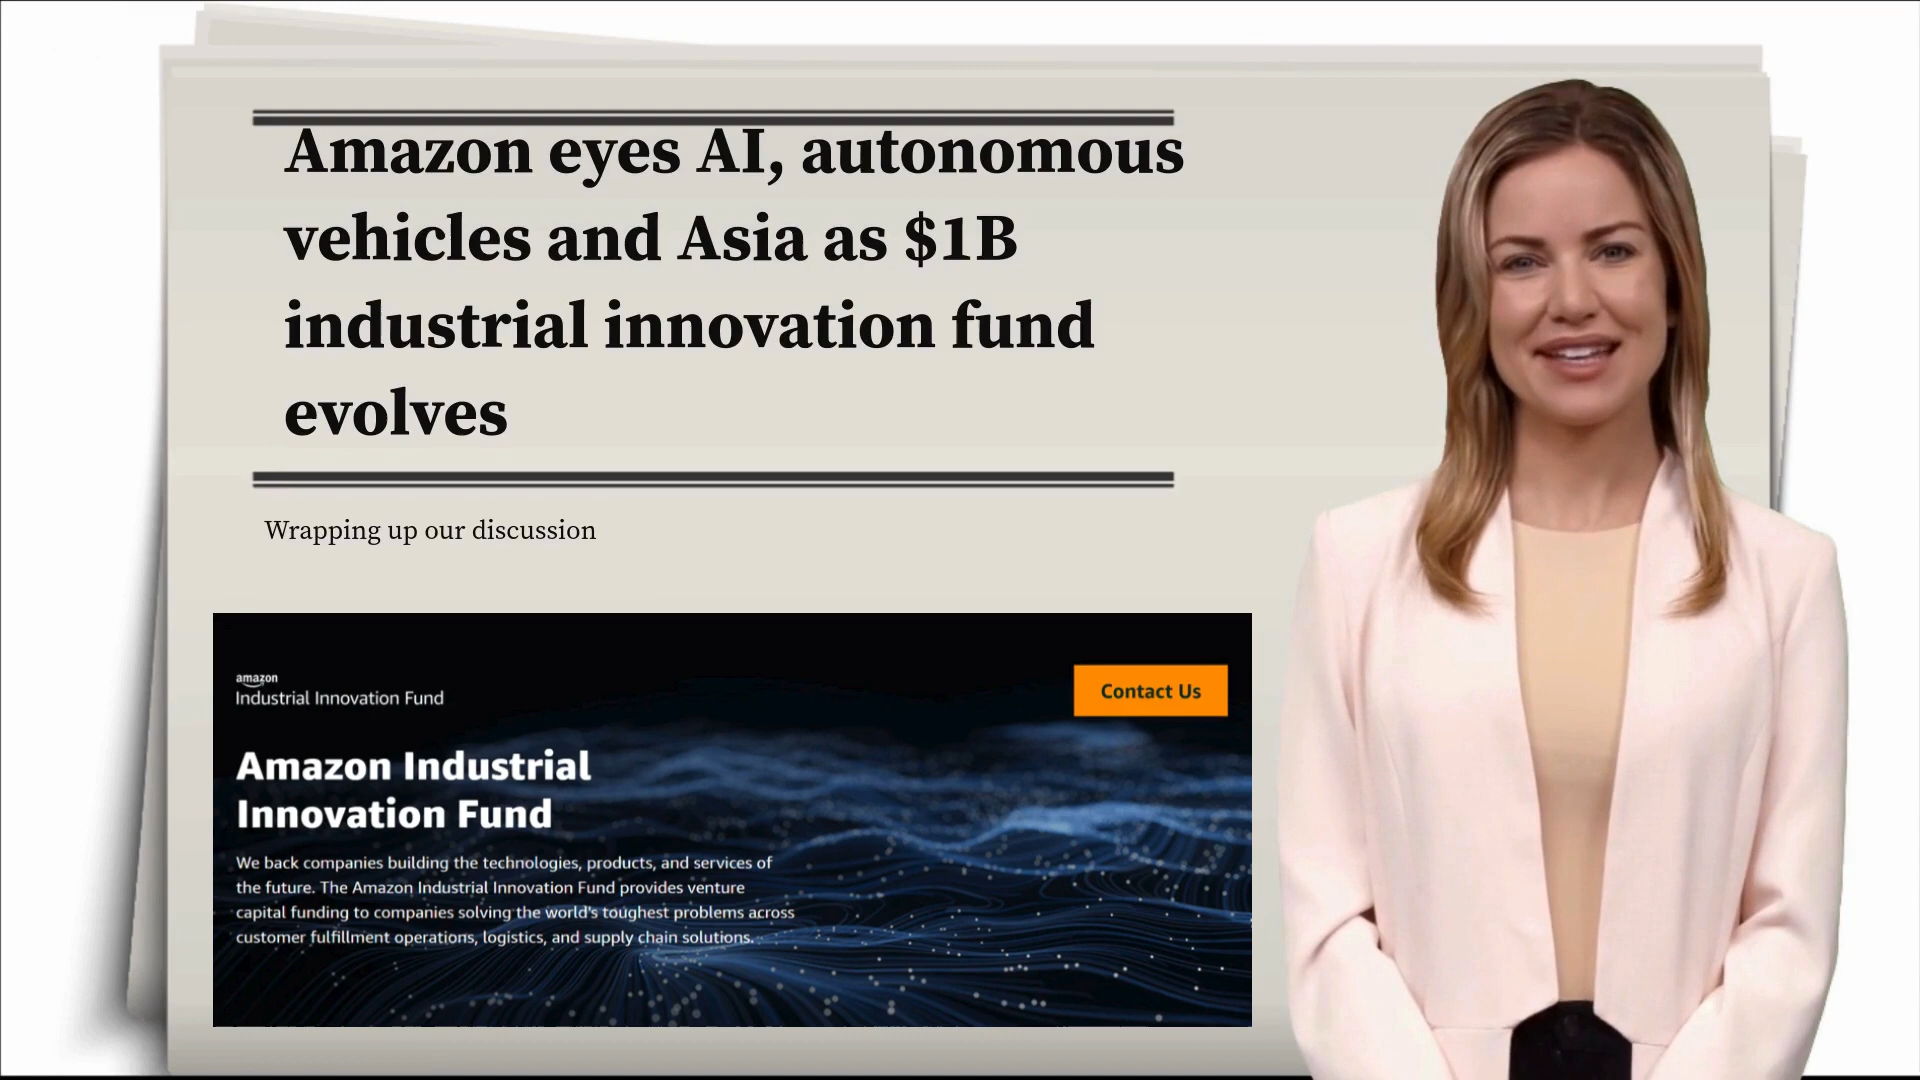 Amazon eyes AI, autonomous
vehicles and Asia as $1B
industrial innovation fund
evolves
Wrapping up our discussion
amazon
Industrial Innovation Fund
Contact Us
Amazon Industrial
Innovation Fund
We back companies building the technologies, products, and services of
the future. The Amazon Industrial Innovation Fund provides venture
capital funding to companies solving the world's toughest problems across
customer fulfillment operations, logistics, and supply chain solutions.